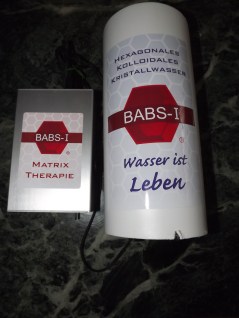 BABS-I
®
MATRIX
THERAPIE
HEXAGONALES
KOLLOIDALES
KRISTALLWASSER
BABS-I
®
Wasser ist
Leben